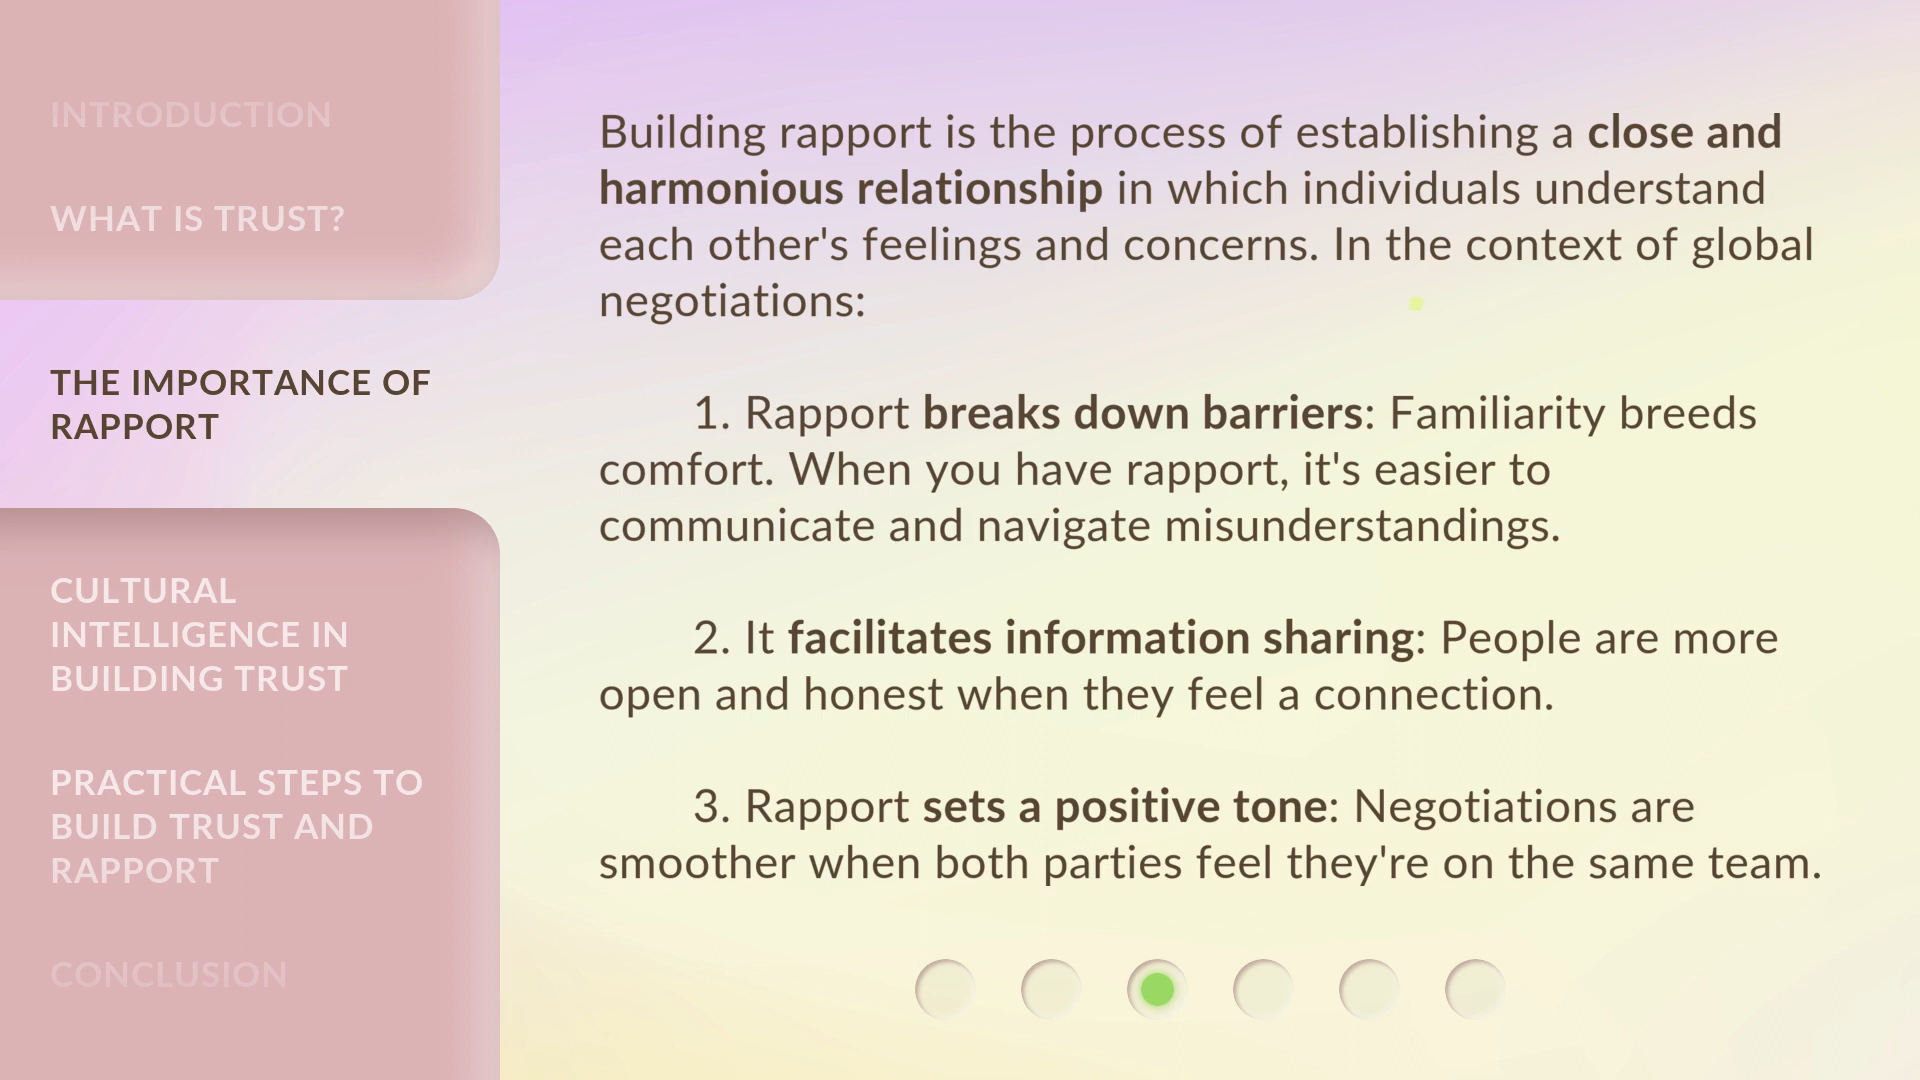 INTRODUCTION
WHAT IS TRUST?
THE IMPORTANCE OF
RAPPORT
CULTURAL
INTELLIGENCE IN
BUILDING TRUST
PRACTICAL STEPS TO
BUILD TRUST AND
RAPPORT
CONCLUSION
Building rapport is the process of establishing a close and
harmonious relationship in which individuals understand
each other's feelings and concerns. In the context of global
negotiations:
1. Rapport breaks down barriers: Familiarity breeds
comfort. When you have rapport, it's easier to
communicate and navigate misunderstandings.
2. It facilitates information sharing: People are more
open and honest when they feel a connection.
3. Rapport sets a positive tone: Negotiations are
smoother when both parties feel they're on the same team.